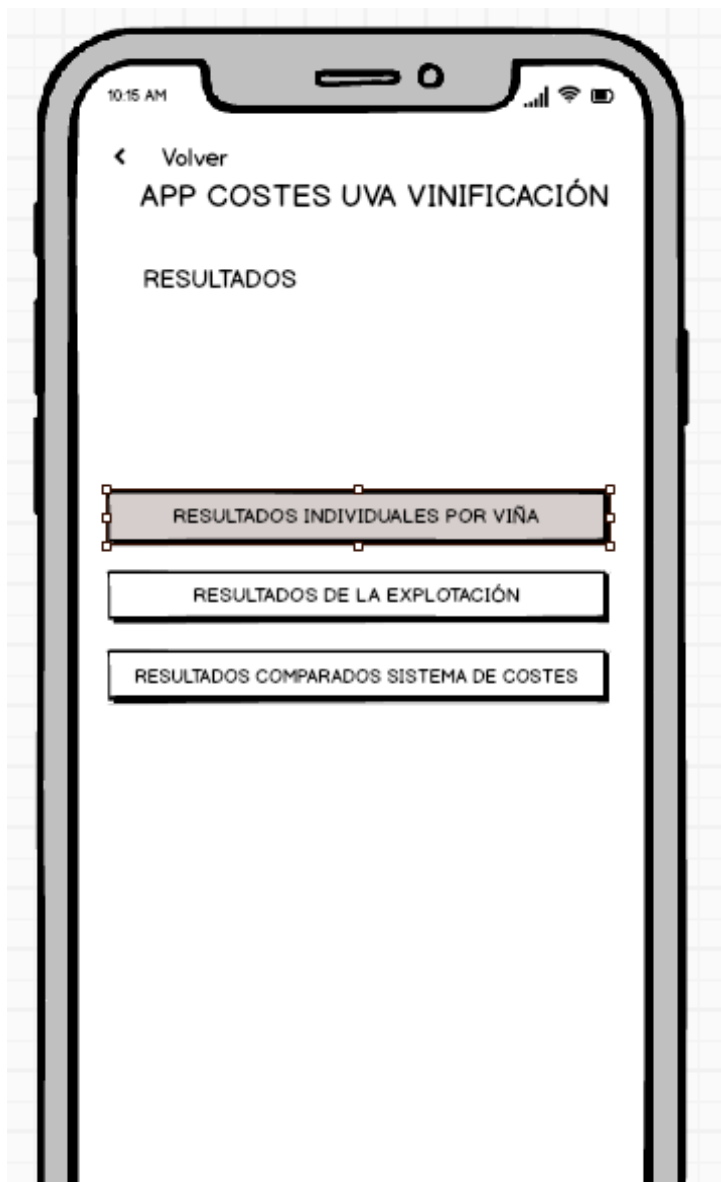 10:15 AM
Volver
APP COSTES UVA VINIFICACIÓN
RESULTADOS
RESULTADOS INDIVIDUALES POR VIÑA
RESULTADOS DE LA EXPLOTACIÓN
RESULTADOS COMPARADOS SISTEMA DE COSTES